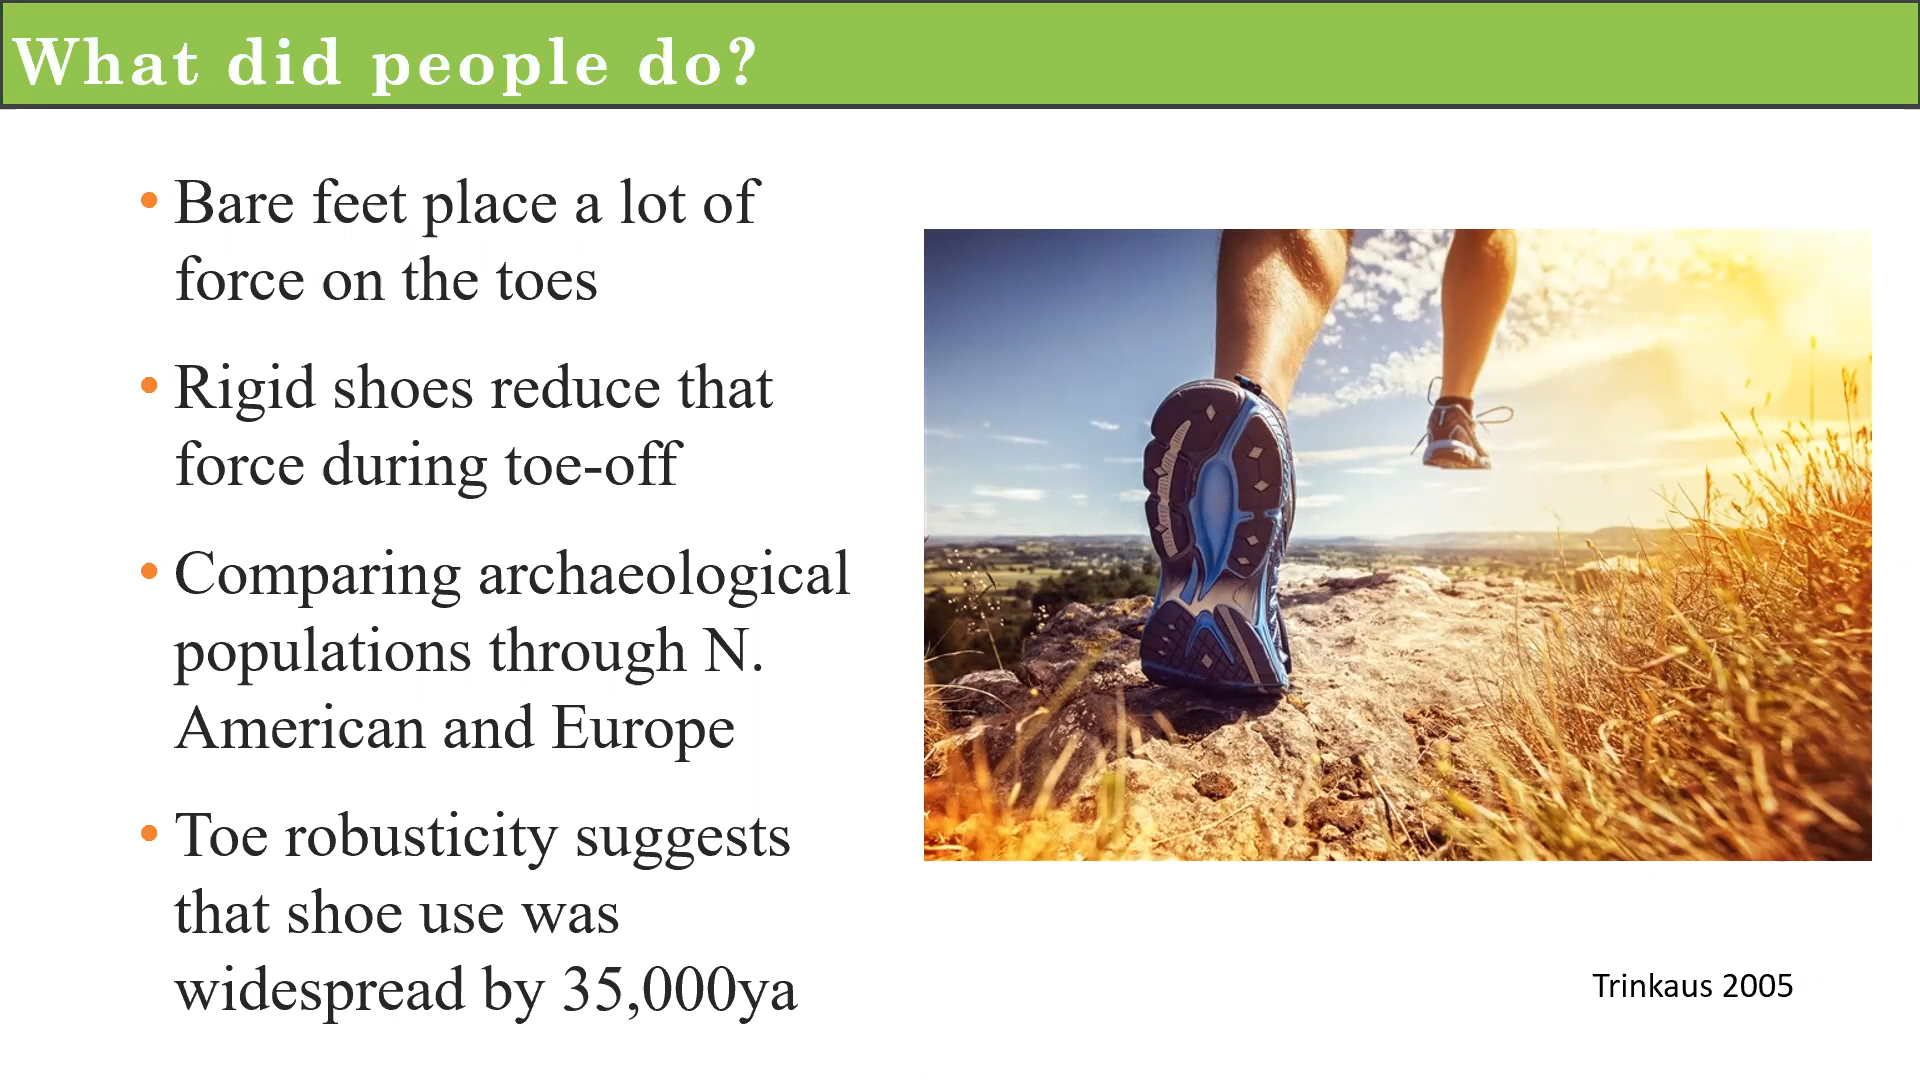 What did people do?
• Bare feet place a lot of
force on the toes
• Rigid shoes reduce that
force during toe-off
• Comparing archaeological
populations through N.
American and Europe
• Toe robusticity suggests
that shoe use was
widespread by 35,000ya
Trinkaus 2005